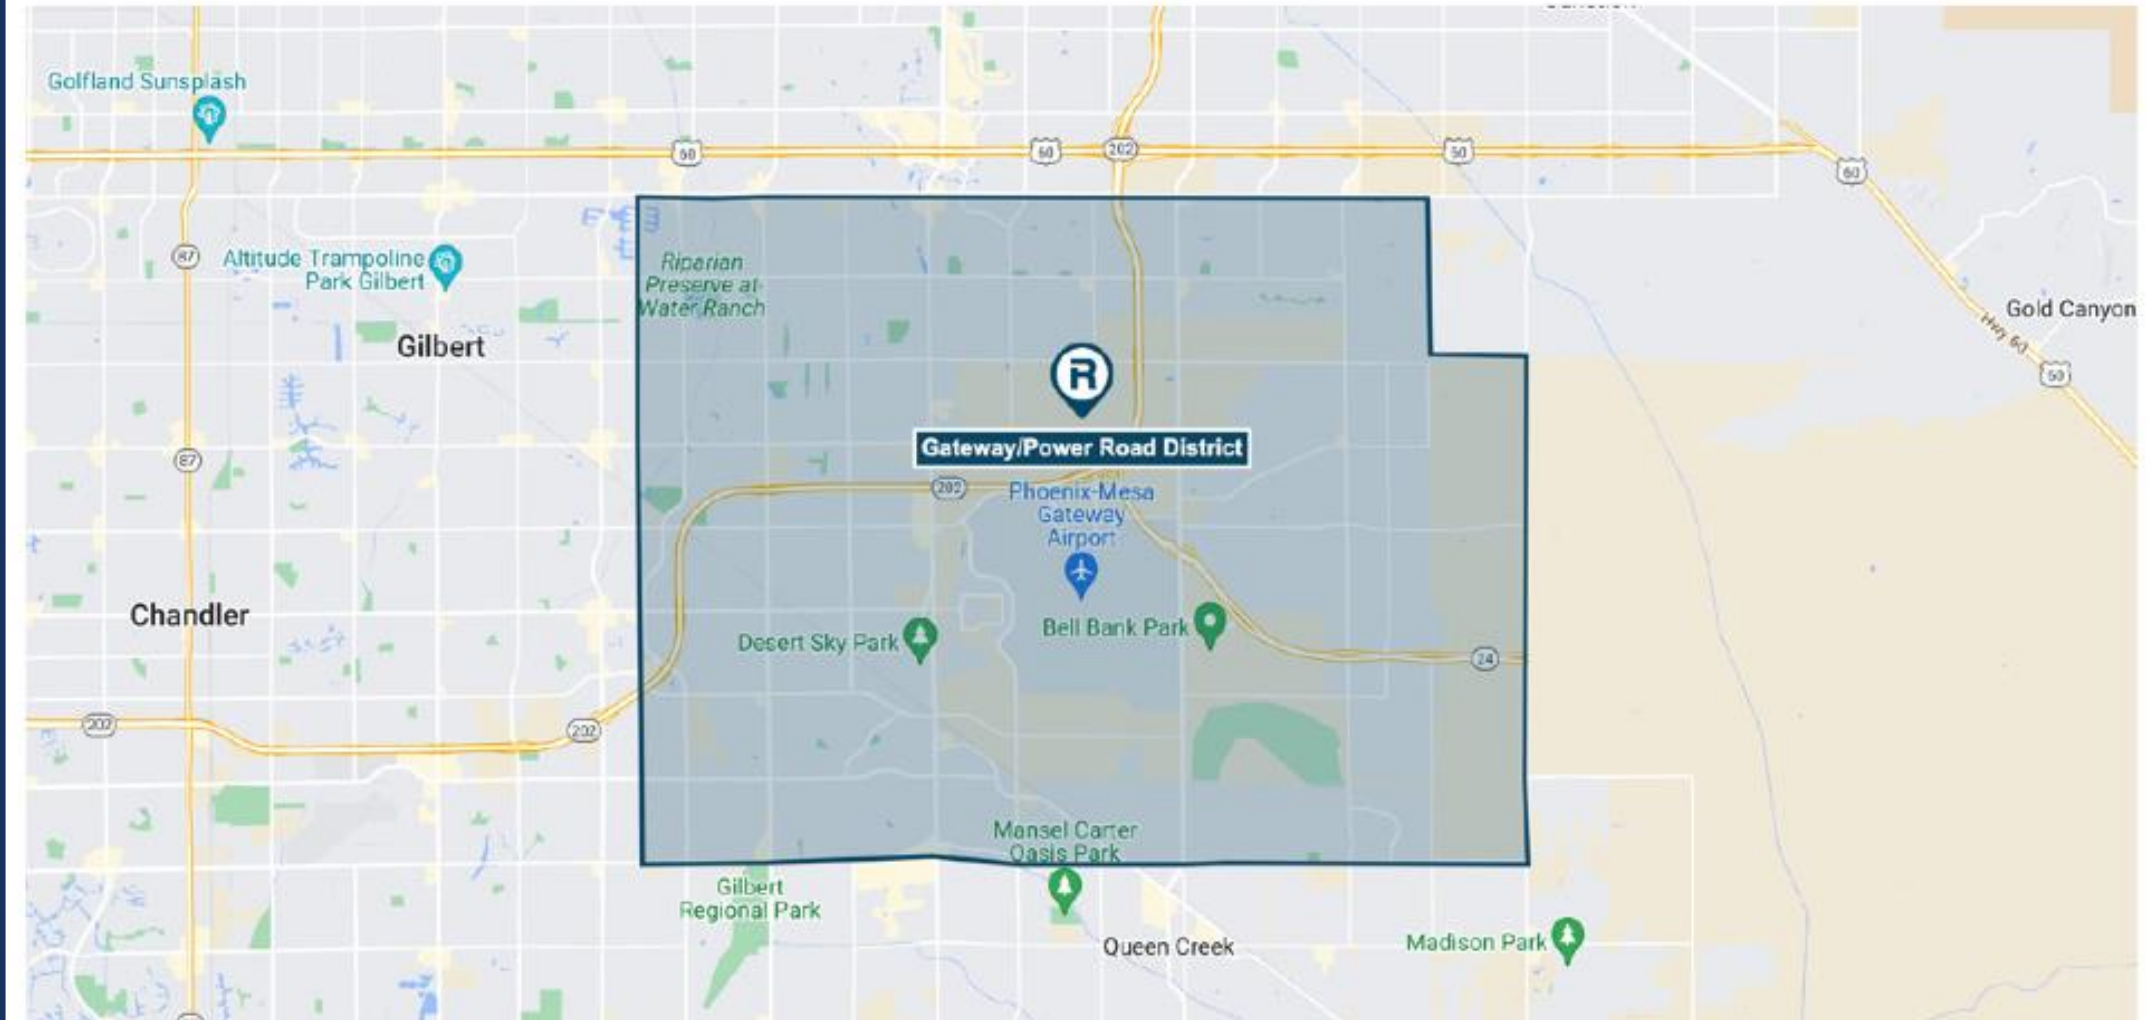 Golfland Sunsplash
60
60
202
60
60
87
Altitude Trampoline
Park Gilbert
Riparian
Preserve at
Water Ranch
Gilbert
Gold Canyon
Hwy 60
60
R
Gateway/Power Road District
87
202
Phoenix-Mesa
Gateway
Airport
Chandler
Desert Sky Park
Bell Bank Park
24
202
202
Mansel Carter
Oasis Park
Gilbert
Regional Park
Queen Creek
Madison Park